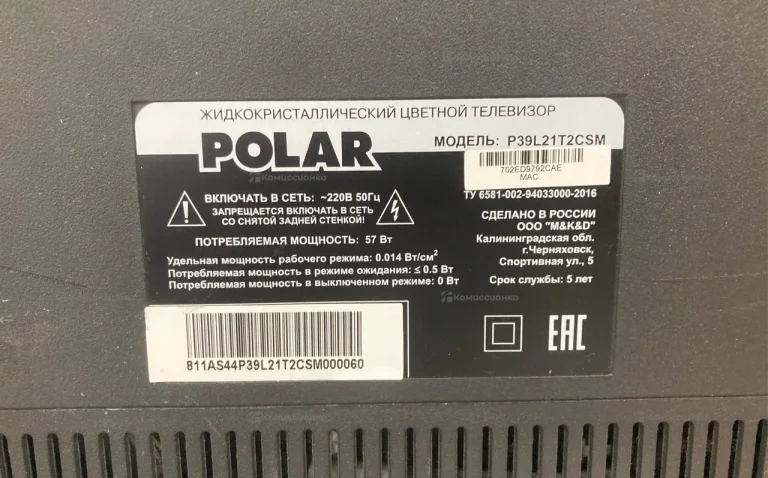 ЖИДКОКРИСТАЛЛИЧЕСКИЙ ЦВЕТНОЙ ТЕЛЕВИЗОР
POLAR
МОДЕЛЬ: P39L21T2CSM
702ED9792CAE
MAC
ТУ 6581-002-94033000-2016
Комиссионка
ВКЛЮЧАТЬ В СЕТЬ: ~220В 50Гц
ЗАПРЕЩАЕТСЯ ВКЛЮЧАТЬ В СЕТЬ
СО СНЯТОЙ ЗАДНЕЙ СТЕНКОЙ!
ПОТРЕБЛЯЕМАЯ МОЩНОСТЬ: 57 Вт
Удельная мощность рабочего режима: 0.014 Вт/см²
Потребляемая мощность в режиме ожидания: ≤ 0.5 Вт
Потребляемая мощность в выключенном режиме: 0 Вт
СДЕЛАНО В РОССИИ
ООО "M&K&D"
Калининградская обл.
г.Черняховск,
Спортивная ул., 5
Срок службы: 5 лет
Комиссионка
EAC
811AS44P39L21T2CSM000060